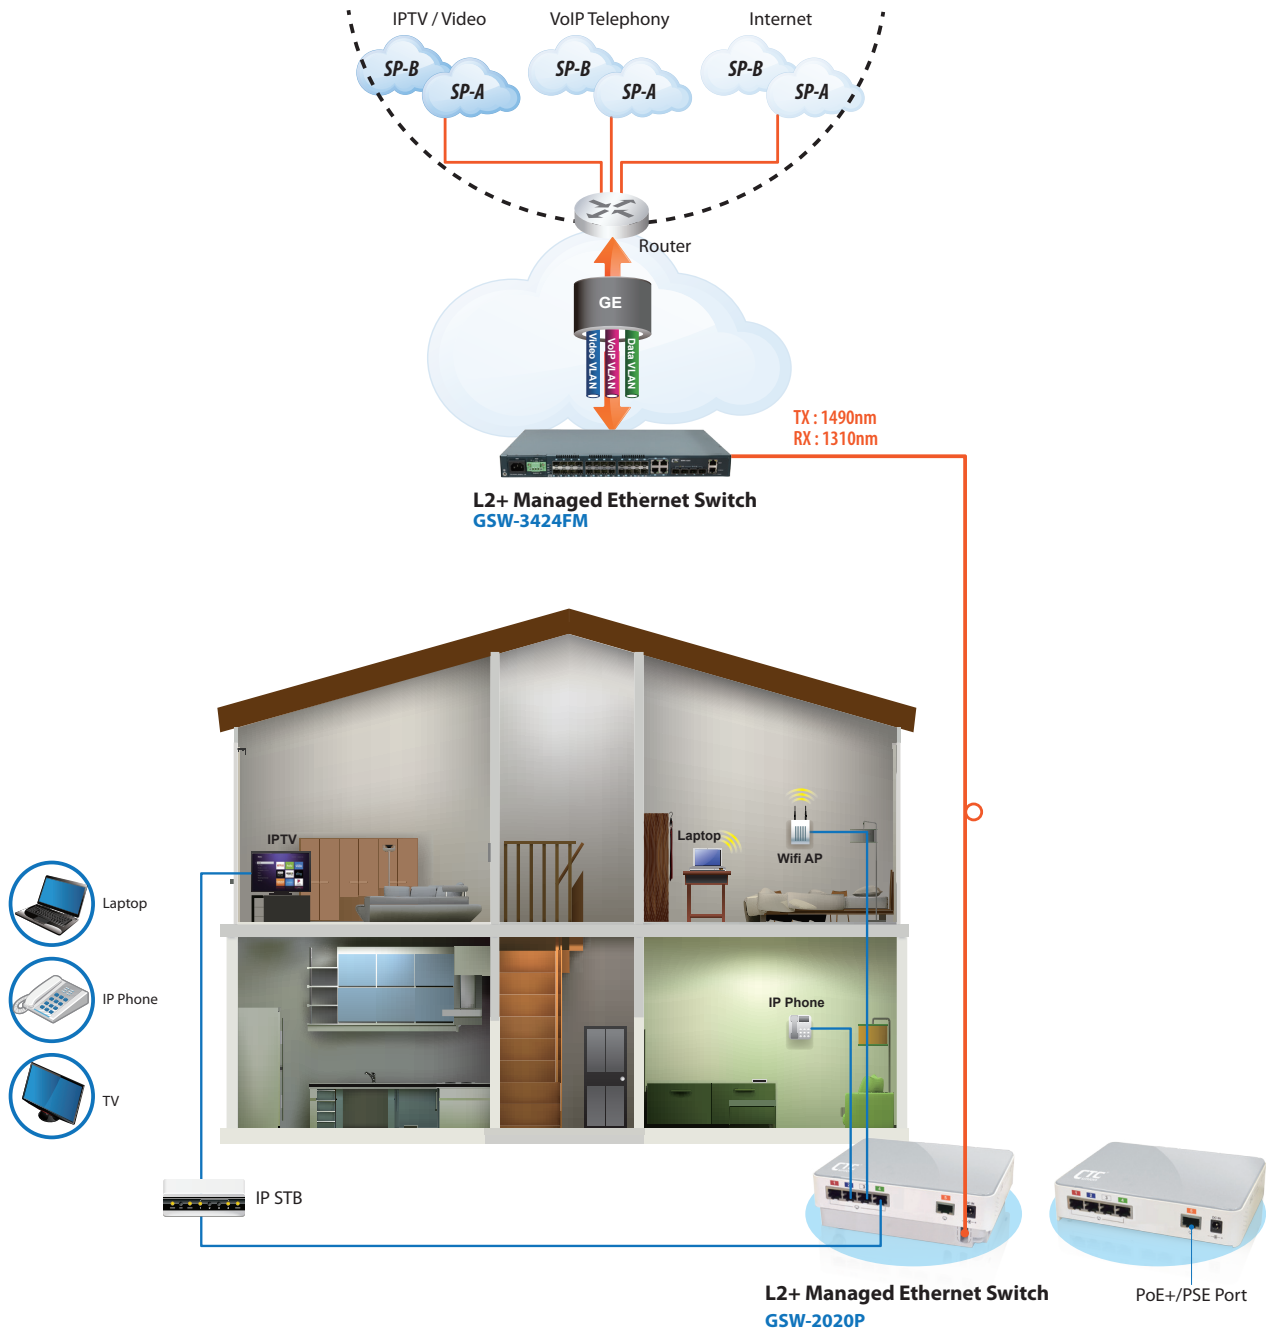 IPTV / Video
VoIP Telephony
Internet
SP-B
SP-A
SP-B
SP-A
SP-B
SP-A
Router
GE
Video VLAN
VoIP VLAN
Data VLAN
TX : 1490nm
RX : 1310nm
L2+ Managed Ethernet Switch
GSW-3424FM
IPTV
Laptop
Wifi AP
Laptop
IP Phone
IP Phone
TV
IP STB
CTC
CTC
L2+ Managed Ethernet Switch
GSW-2020P
PoE+/PSE Port